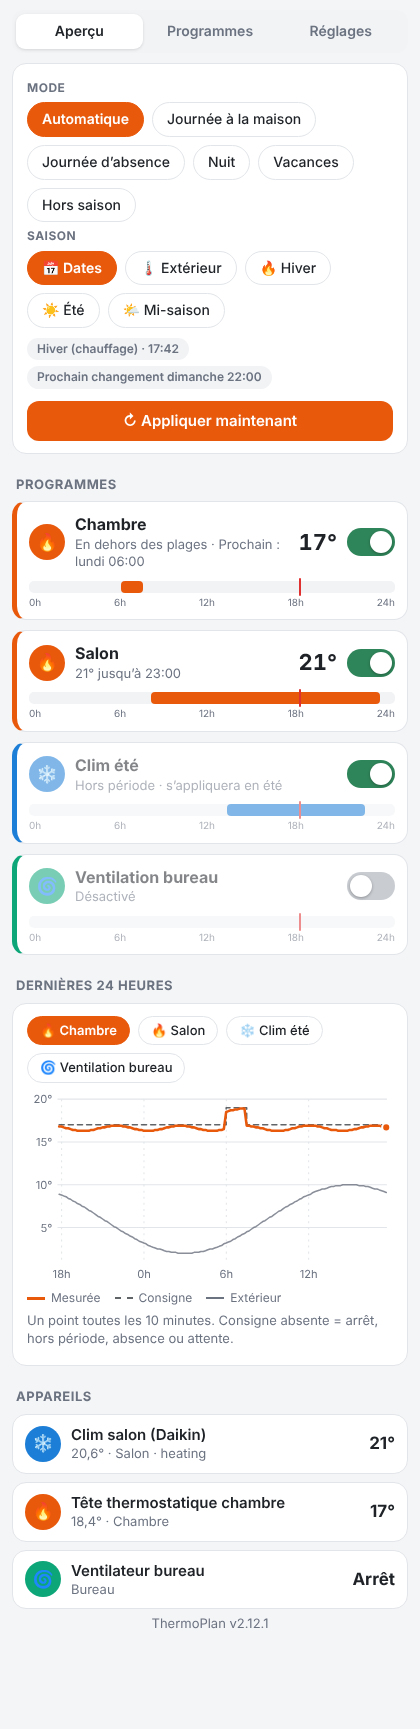 Aperçu Programmes Réglages
MODE
Automatique Journée à la maison
Journée d’absence Nuit Vacances
Hors saison
SAISON
📅 Dates 🌡️ Extérieur 🔥 Hiver
☀️ Été 🌤️ Mi-saison
Hiver (chauffage) · 17:42
Prochain changement dimanche 22:00
↻ Appliquer maintenant
PROGRAMMES
Chambre
En dehors des plages · Prochain :
lundi 06:00
17°
0h 6h 12h 18h 24h
Salon
21° jusqu’à 23:00
21°
0h 6h 12h 18h 24h
Clim été
Hors période · s’appliquera en été
0h 6h 12h 18h 24h
Ventilation bureau
Désactivé
0h 6h 12h 18h 24h
DERNIÈRES 24 HEURES
🔥 Chambre 🔥 Salon ❄️ Clim été
🌀 Ventilation bureau
20°
15°
10°
5°
18h 0h 6h 12h
Mesurée Consigne Extérieur
Un point toutes les 10 minutes. Consigne absente = arrêt,
hors période, absence ou attente.
APPAREILS
Clim salon (Daikin)
20,6° · Salon · heating
21°
Tête thermostatique chambre
18,4° · Chambre
17°
Ventilateur bureau
Bureau
Arrêt
ThermoPlan v2.12.1